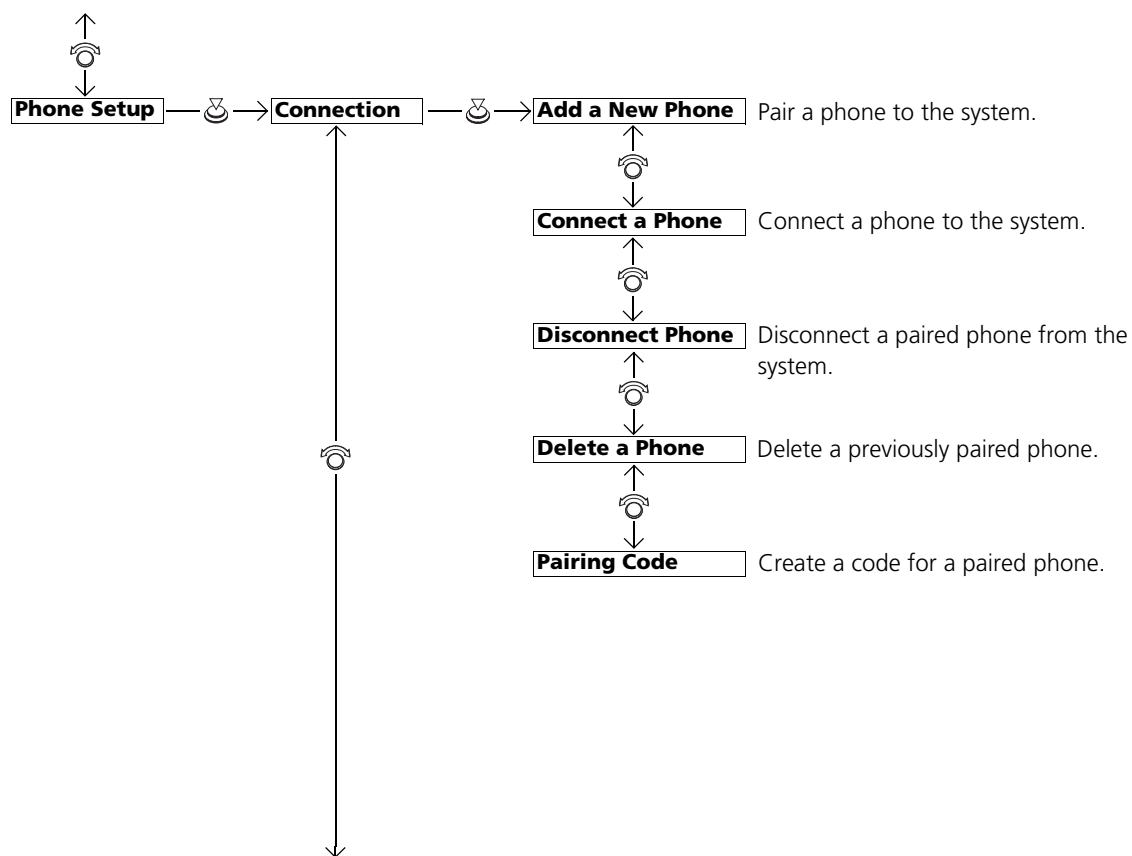 Phone Setup
Connection
Add a New Phone
Pair a phone to the system.
Connect a Phone
Connect a phone to the system.
Disconnect Phone
Disconnect a paired phone from the
system.
Delete a Phone
Delete a previously paired phone.
Pairing Code
Create a code for a paired phone.